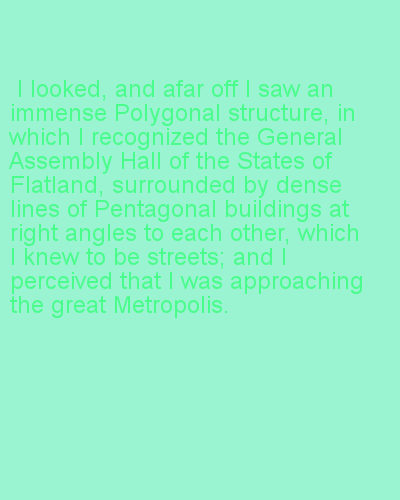 I looked, and afar off I saw an
immense Polygonal structure, in
which I recognized the General
Assembly Hall of the States of
Flatland, surrounded by dense
lines of Pentagonal buildings at
right angles to each other, which
I knew to be streets; and I
perceived that I was approaching
the great Metropolis.